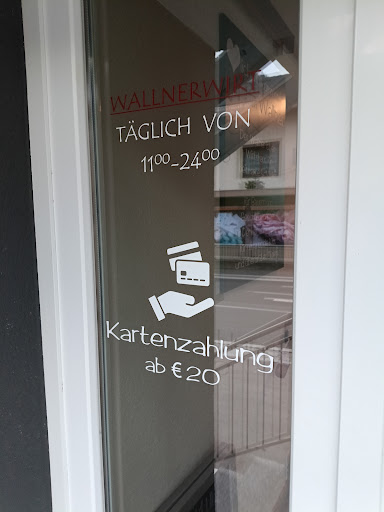 WALLNERWIRT
TÄGLICH VON
11⁰⁰-24⁰⁰
Kartenzahlung
ab € 20